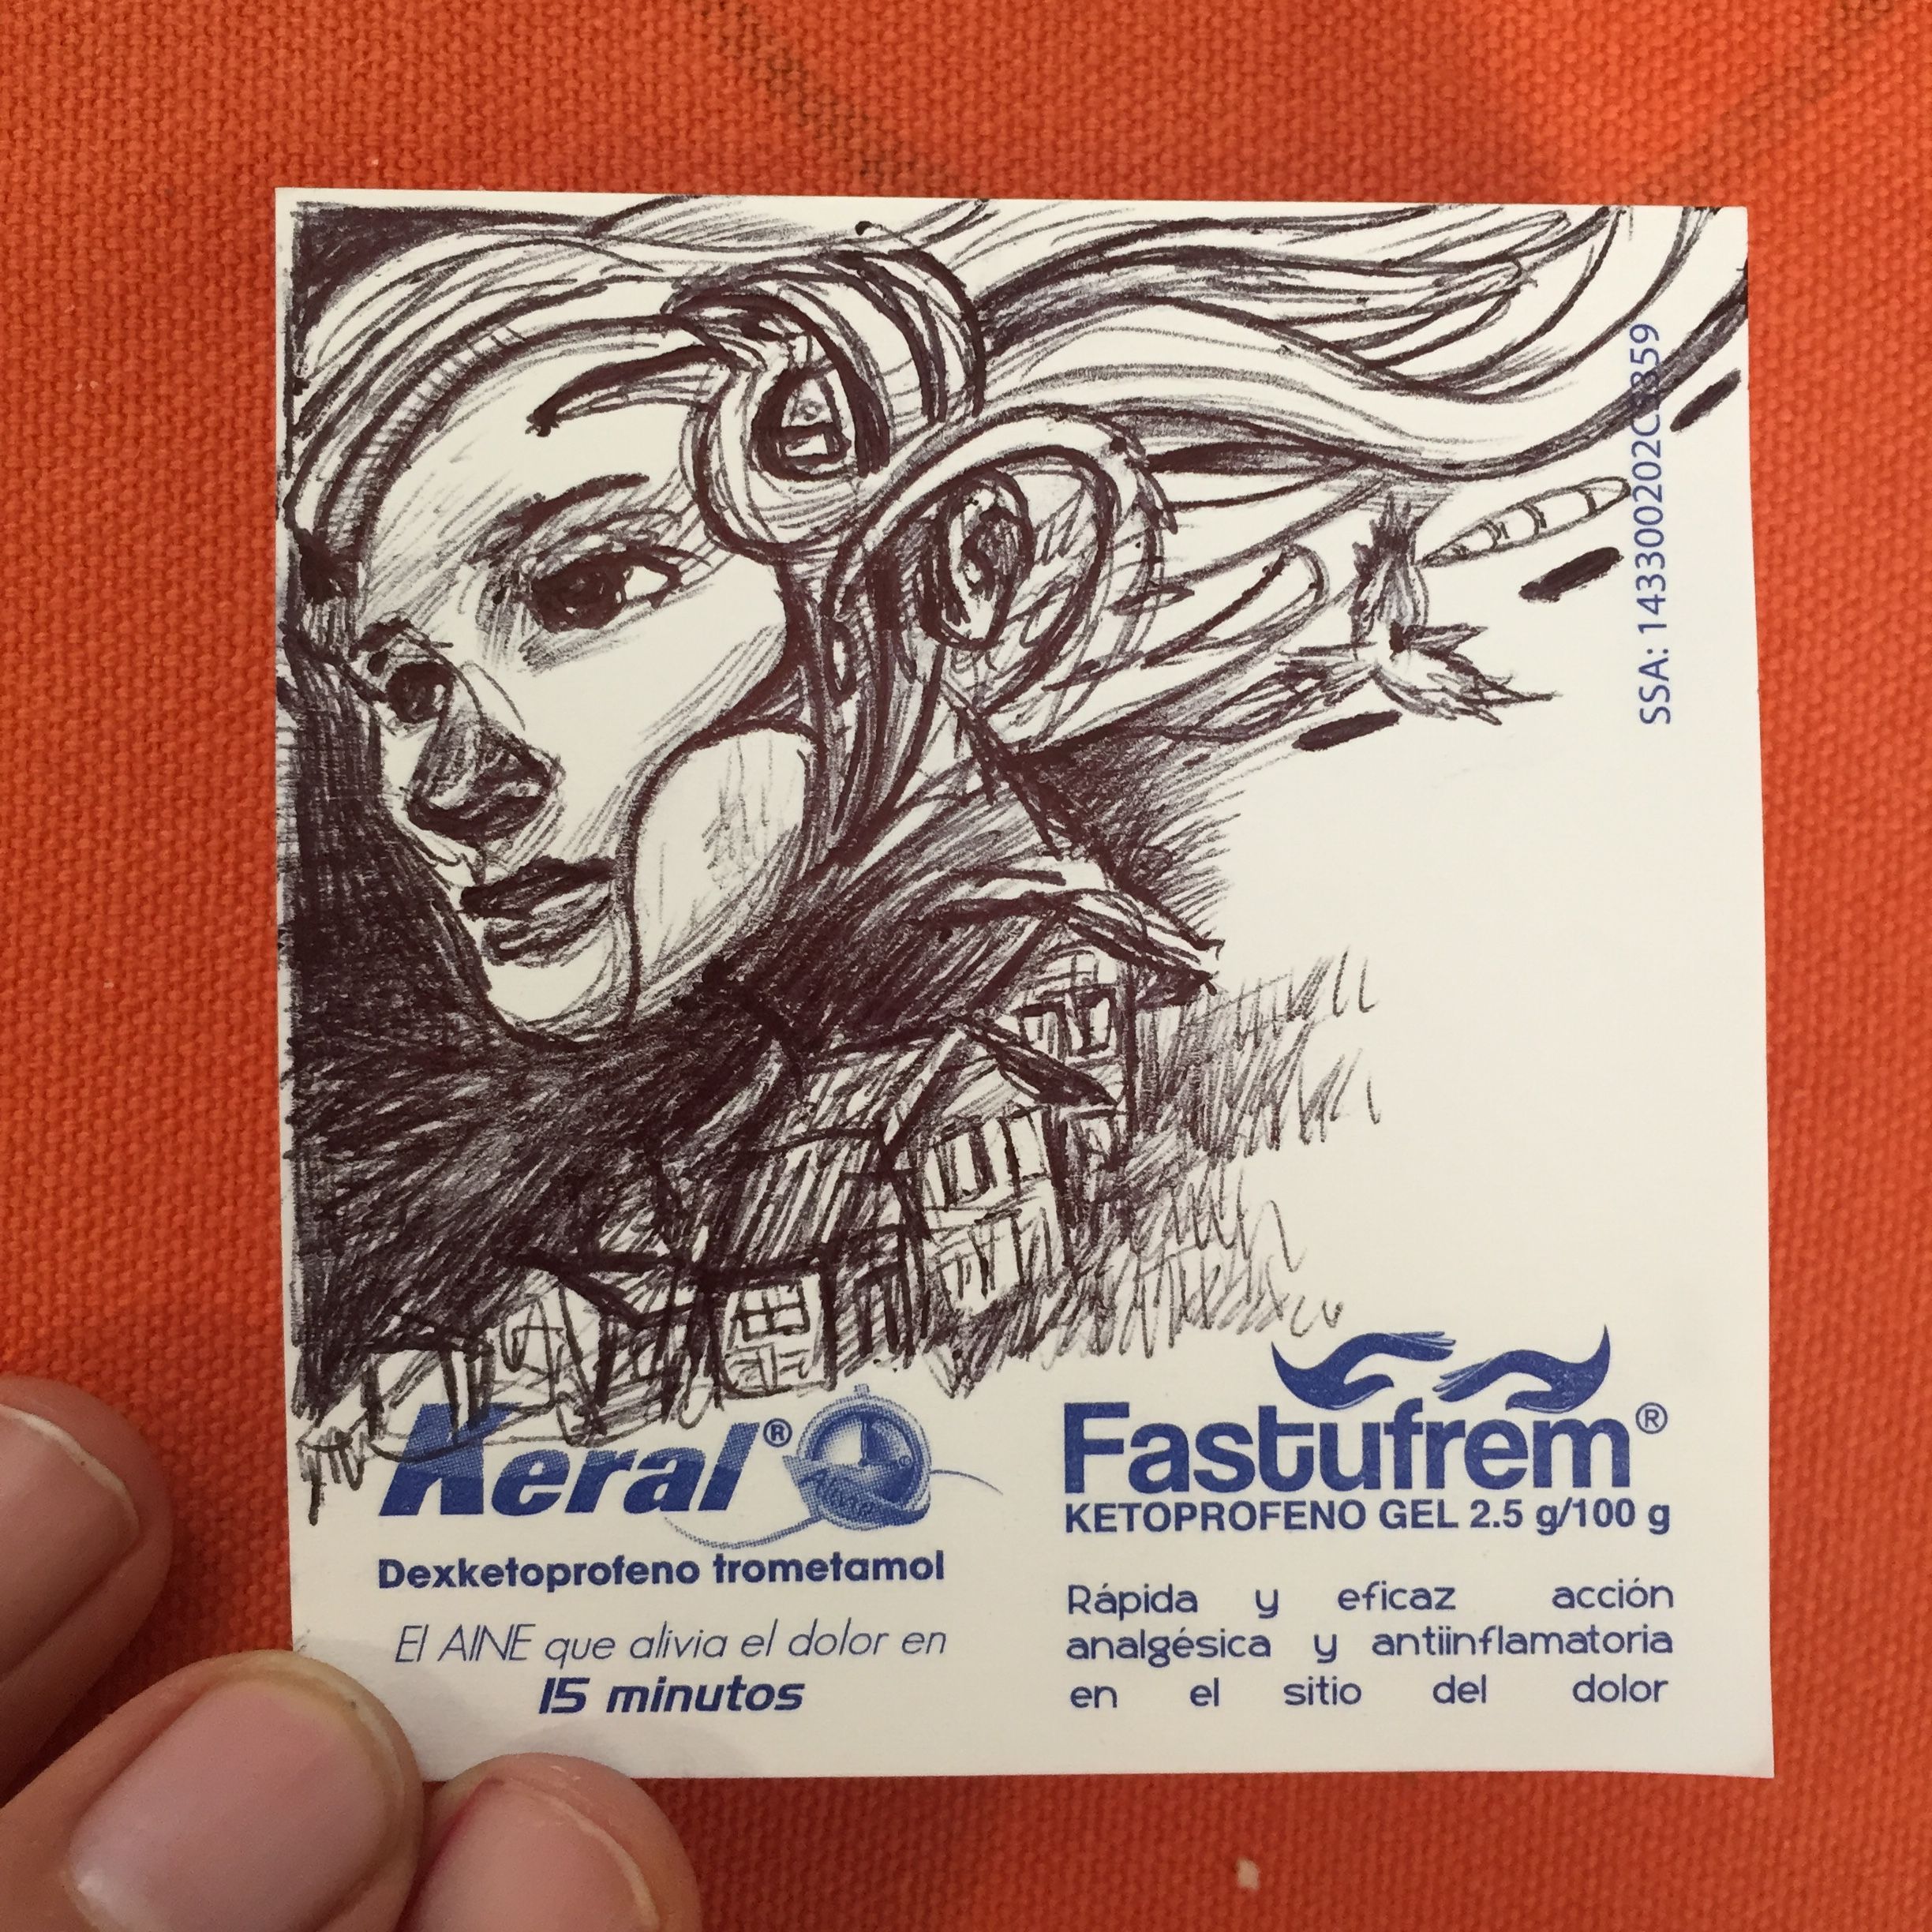 Keral®
Dexketoprofeno trometamol
El AINE que alivia el dolor en
15 minutos
Fastufrem®
KETOPROFENO GEL 2.5 g/100 g
Rápida y eficaz acción
analgésica y antiinflamatoria
en el sitio del dolor
SSA: